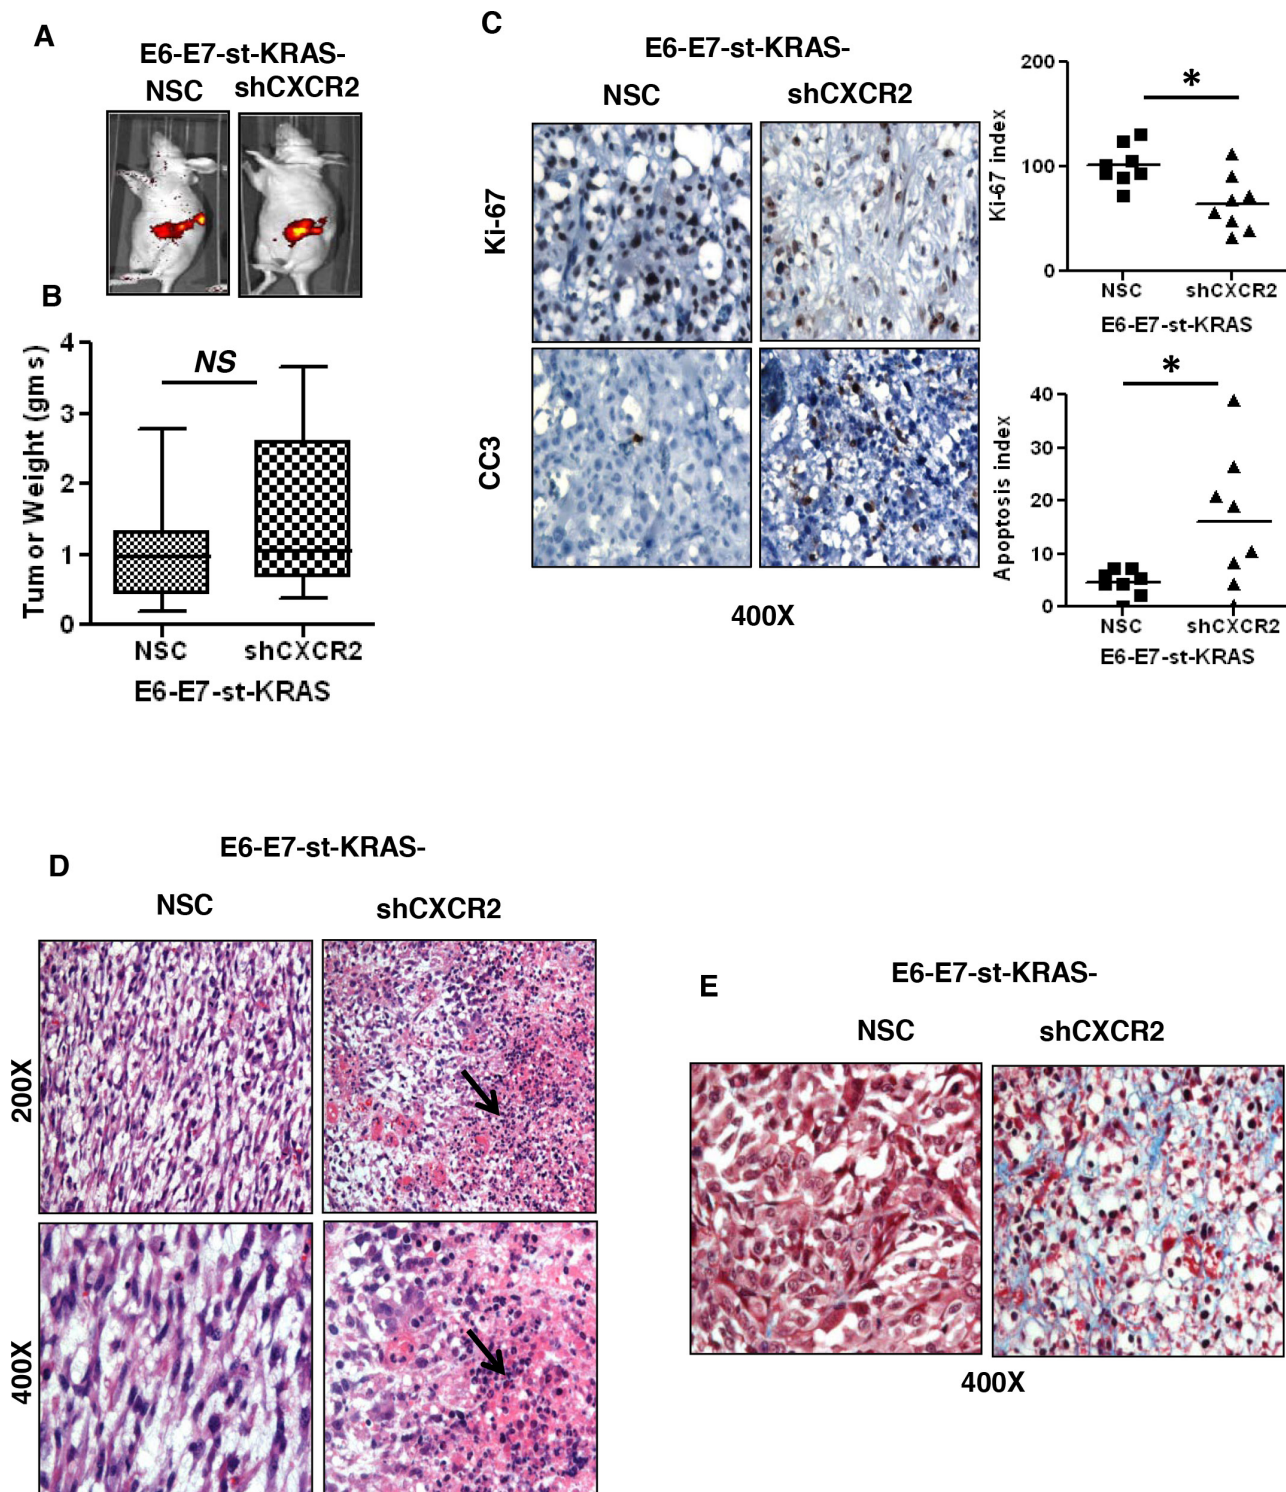 A
E6-E7-st-KRAS-
NSC shCXCR2
B
Tumor Weight (gms)
4
3
2
1
0
NS
NSC shCXCR2
E6-E7-st-KRAS
C
E6-E7-st-KRAS-
NSC shCXCR2
Ki-67
CC3
400X
Ki-67 index
200
100
0
*
NSC shCXCR2
E6-E7-st-KRAS
Apoptosis index
40
30
20
10
0
*
NSC shCXCR2
E6-E7-st-KRAS
D
E6-E7-st-KRAS-
NSC shCXCR2
200X
400X
E
E6-E7-st-KRAS-
NSC shCXCR2
400X